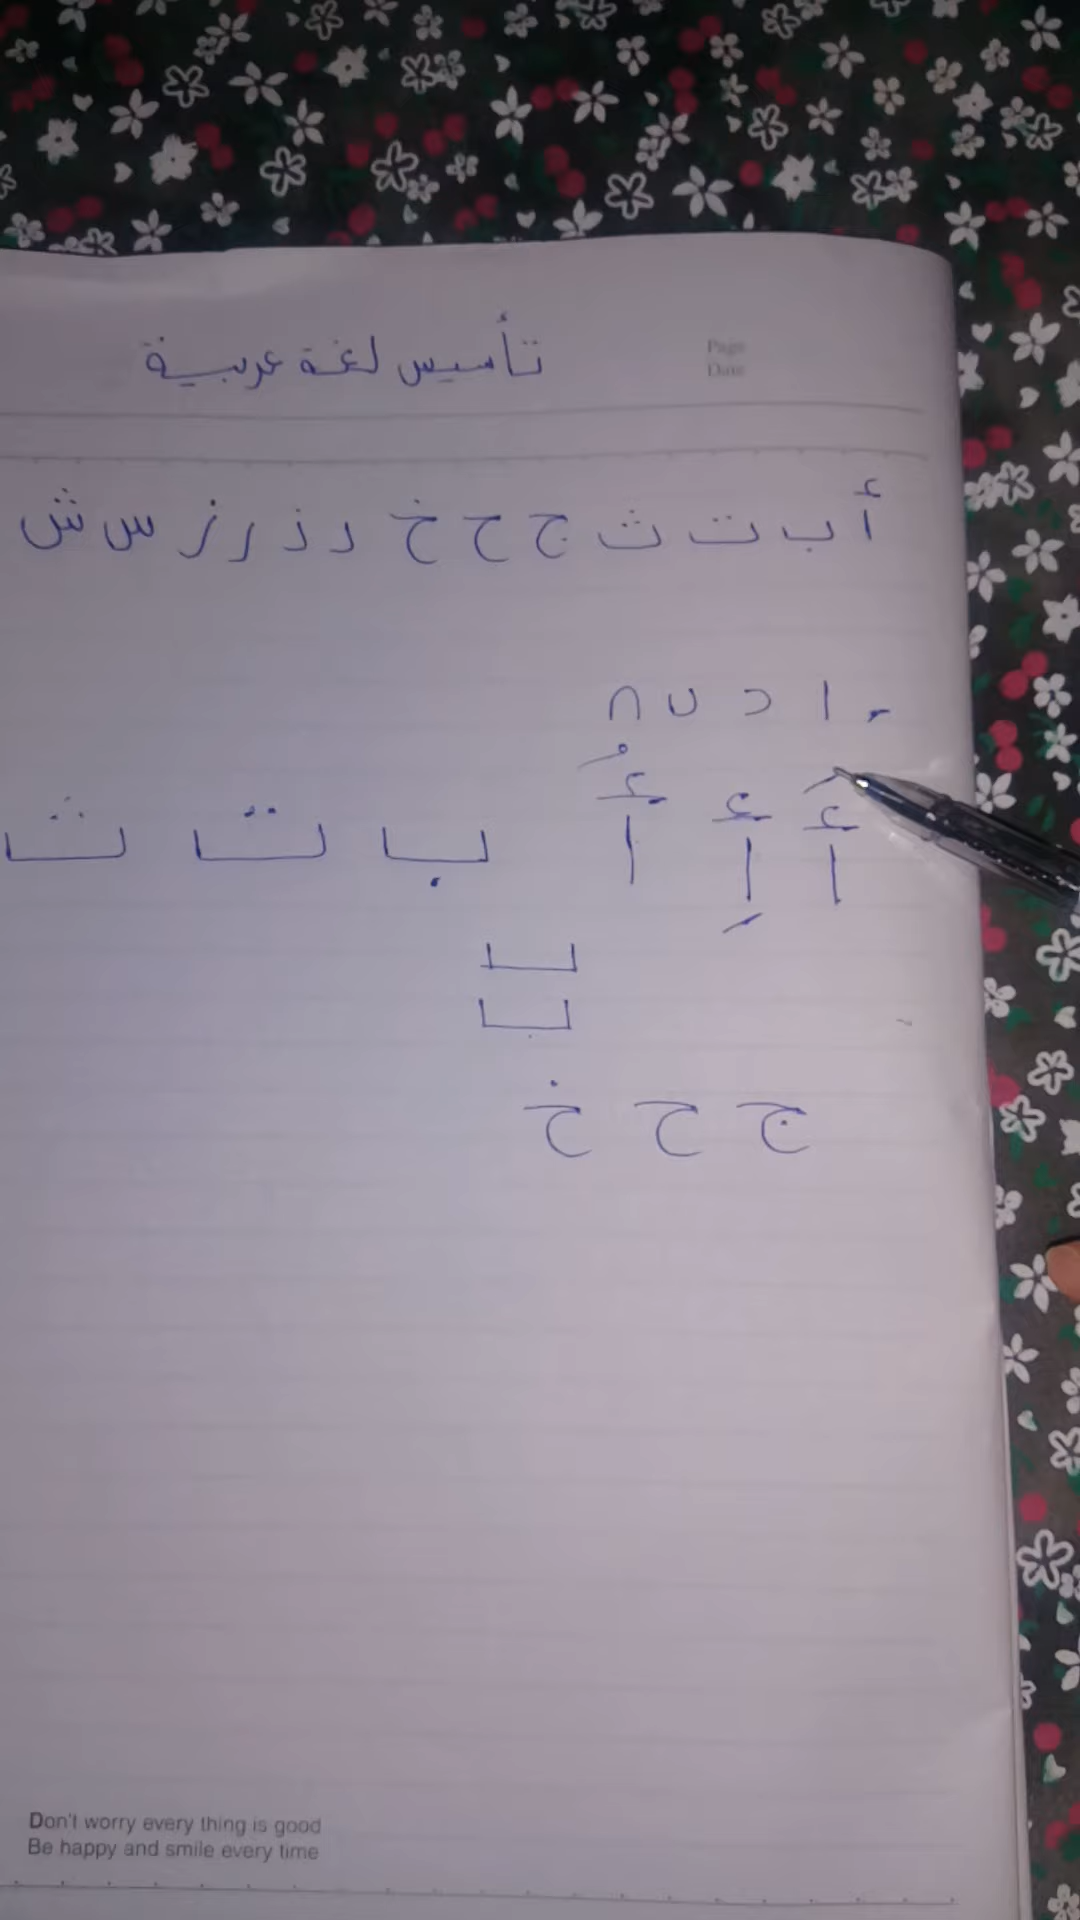 تأسيس لغة عربية
Page
Date
أ ب ت ث ج ح خ د ذ ر ز س ش
أَ إِ أُ ب ت ث
ج ح خ
Don't worry every thing is good
Be happy and smile every time